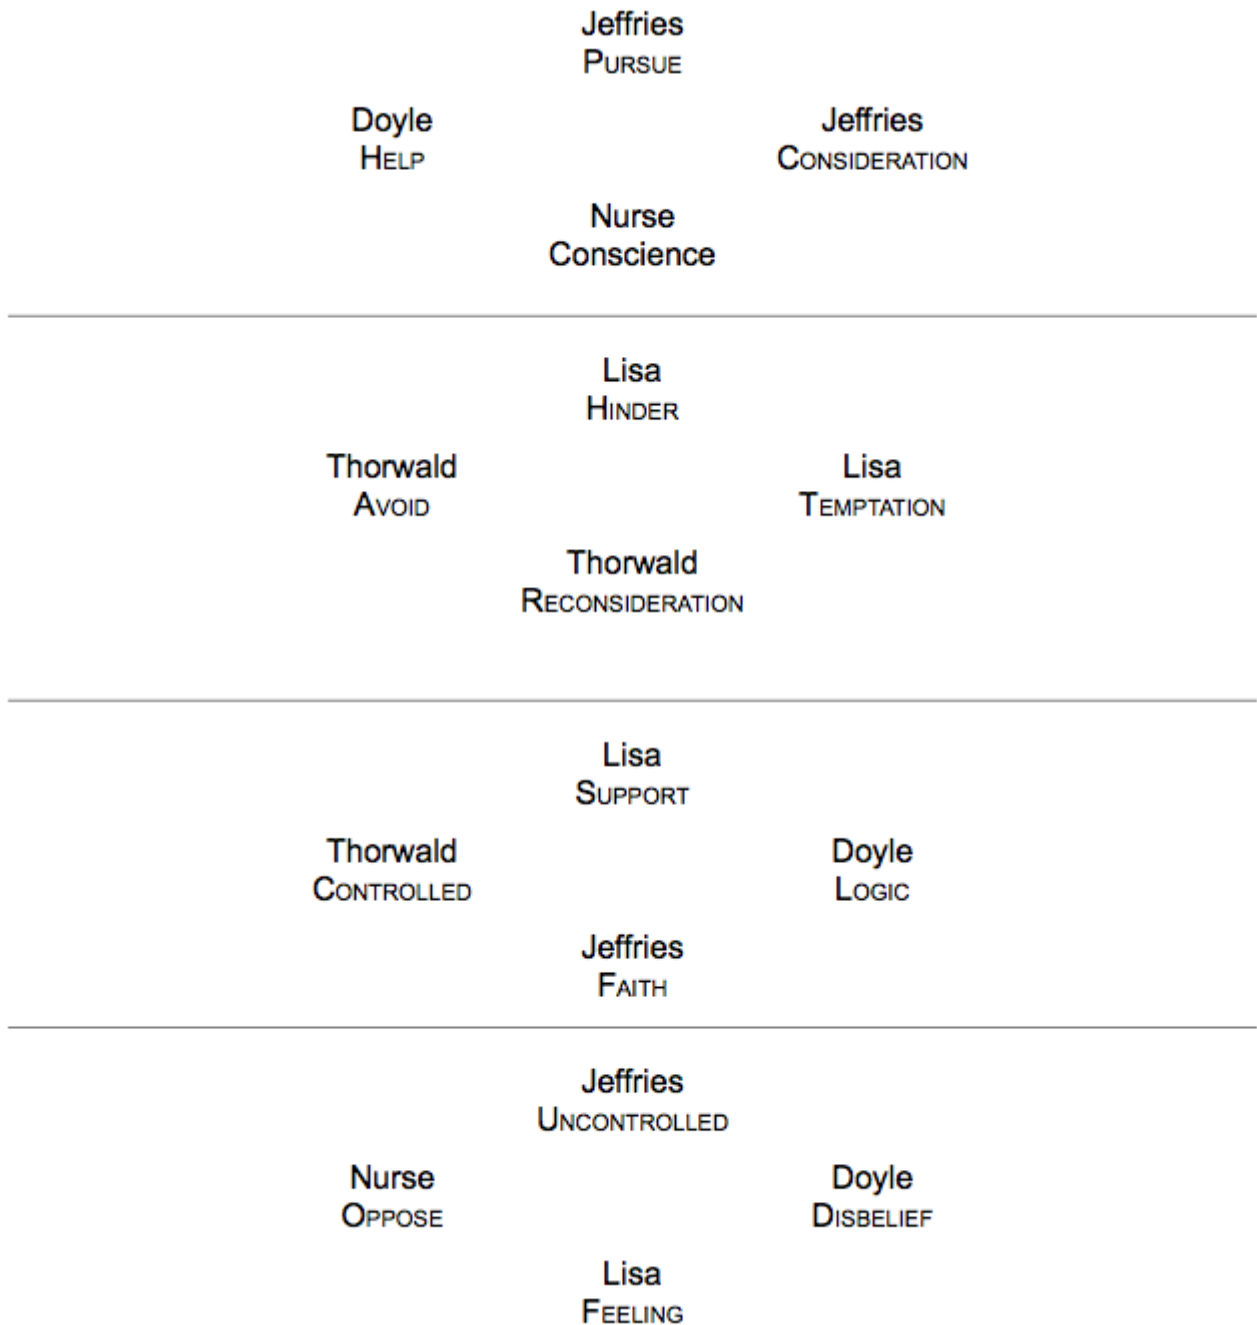 Jeffries
PURSUE
Doyle Jeffries
HELP CONSIDERATION
Nurse
Conscience
Lisa
HINDER
Thorwald Lisa
AVOID TEMPTATION
Thorwald
RECONSIDERATION
Lisa
SUPPORT
Thorwald Doyle
CONTROLLED LOGIC
Jeffries
FAITH
Jeffries
UNCONTROLLED
Nurse Doyle
OPPOSE DISBELIEF
Lisa
FEELING